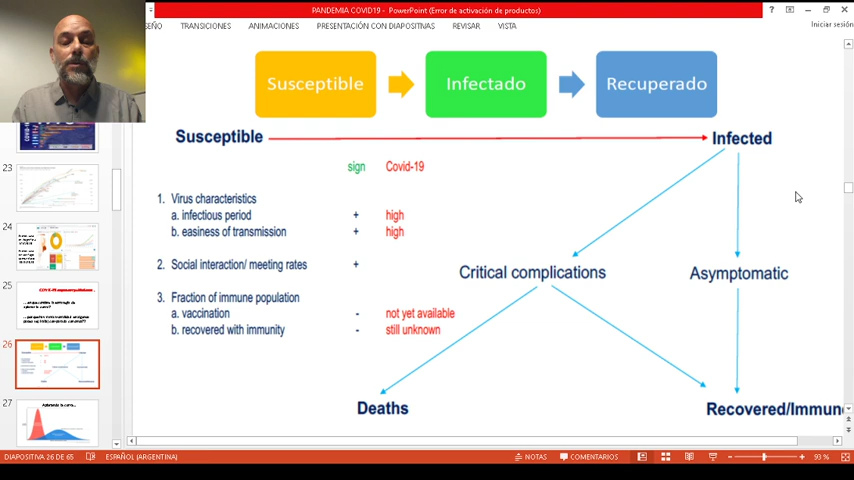 PANDEMIA COVID19 - PowerPoint (Error de activación de productos)
SEÑO TRANSICIONES ANIMACIONES PRESENTACIÓN CON DIAPOSITIVAS REVISAR VISTA
Iniciar sesión
Susceptible
Infectado
Recuperado
Susceptible
Infected
sign Covid-19
1. Virus characteristics
a. infectious period + high
b. easiness of transmission + high
2. Social interaction/ meeting rates +
3. Fraction of immune population
a. vaccination - not yet available
b. recovered with immunity - still unknown
Critical complications
Asymptomatic
Deaths
Recovered/Immun
23
24
25
26
27
DIAPOSITIVA 26 DE 65
ESPAÑOL (ARGENTINA)
NOTAS
COMENTARIOS
93 %